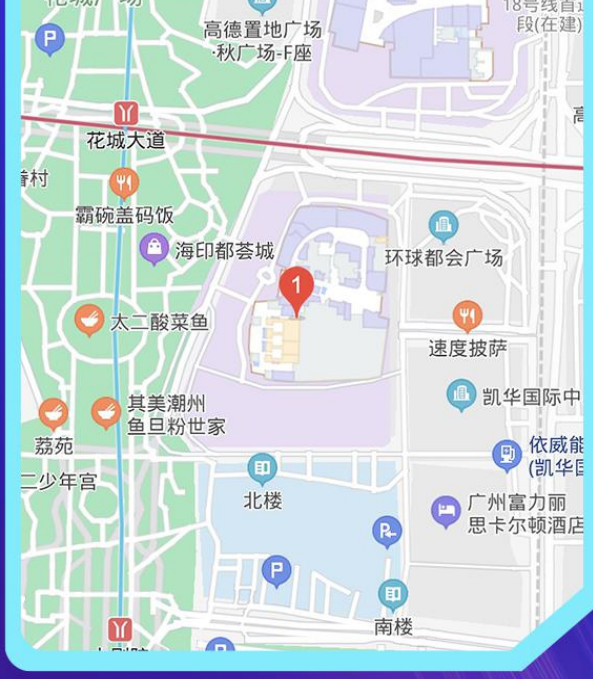 18号线首通
段(在建)
高德置地广场
·秋广场-F座
P
花城大道
霸碗盖码饭
海印都荟城
环球都会广场
1
太二酸菜鱼
速度披萨
凯华国际中
其美潮州
鱼旦粉世家
荔苑
依威能
(凯华国
二少年宫
北楼
广州富力丽
思卡尔顿酒店
P
P
南楼